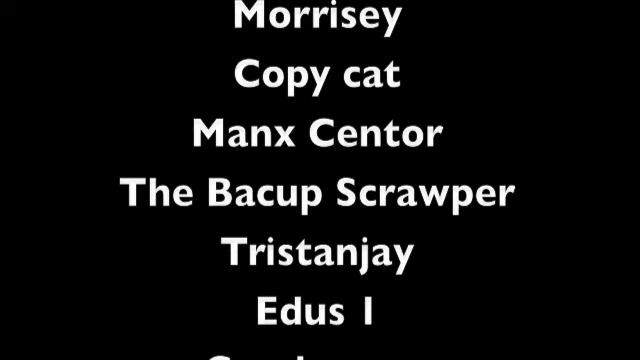 Morrisey
Copy cat
Manx Centor
The Bacup Scrawper
Tristanjay
Edus 1